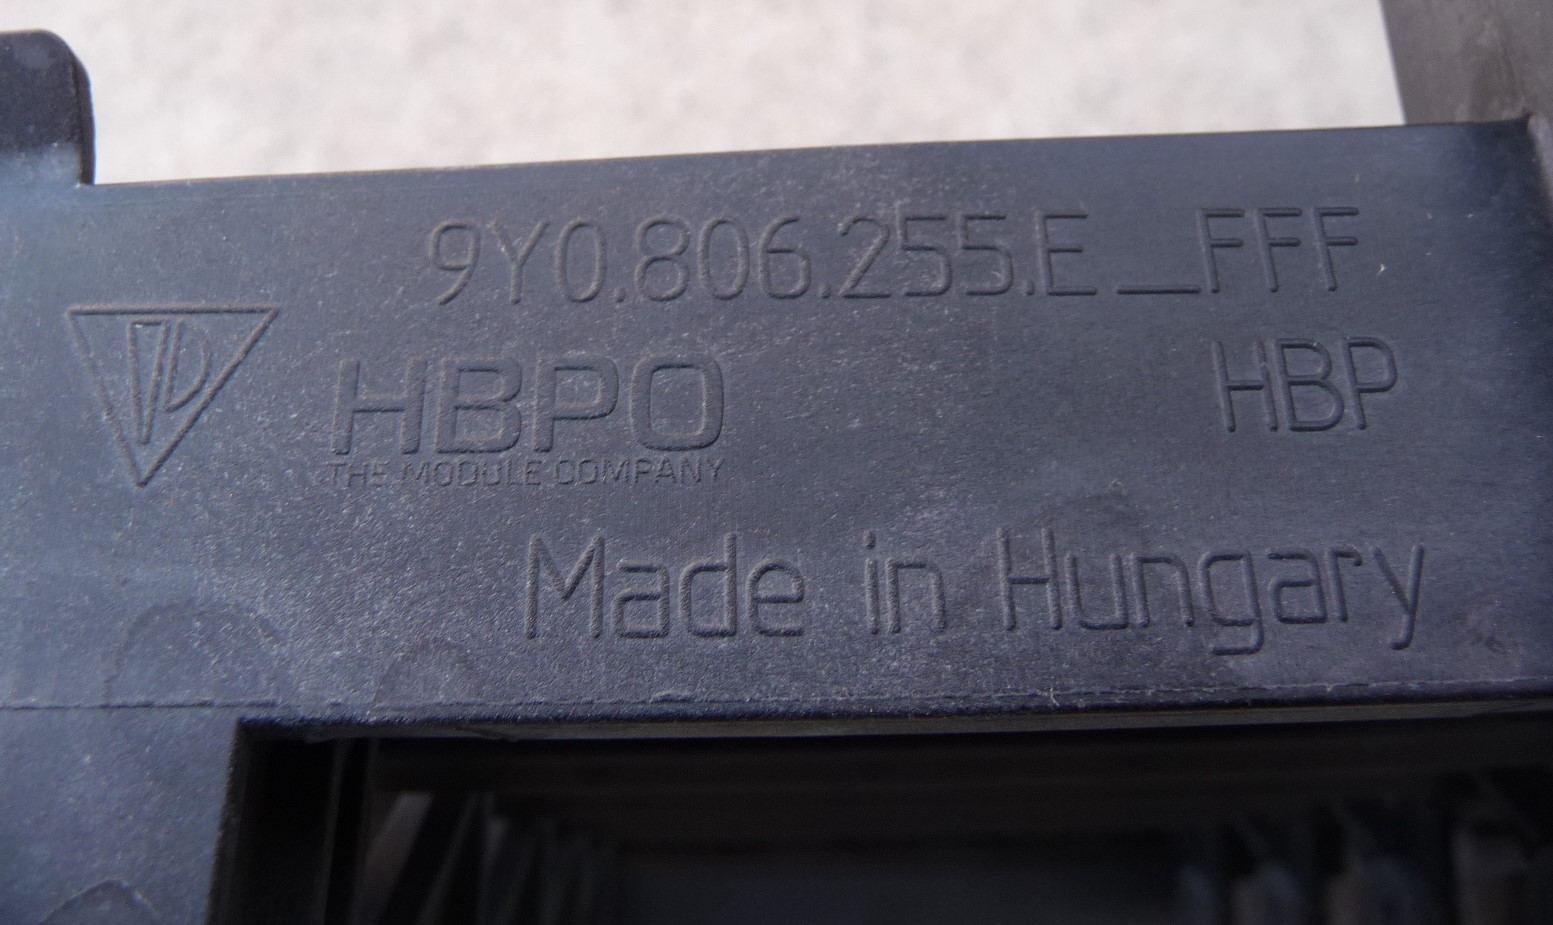 9Y0.806.255.E_FFF
HBPO HBP
THE MODULE COMPANY
Made in Hungary